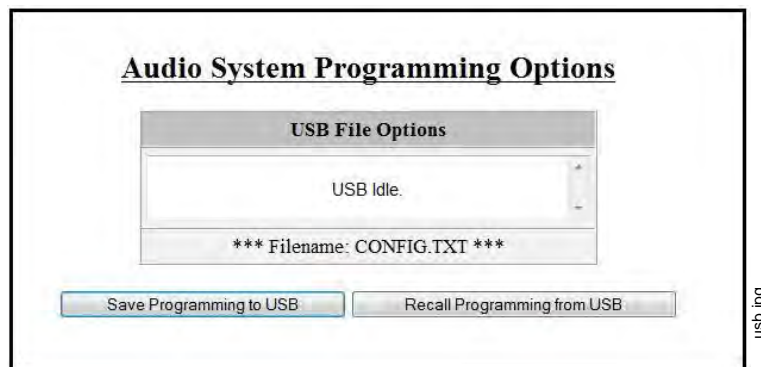 Audio System Programming Options
USB File Options
USB Idle.
*** Filename: CONFIG.TXT ***
Save Programming to USB
Recall Programming from USB
usb.jpg